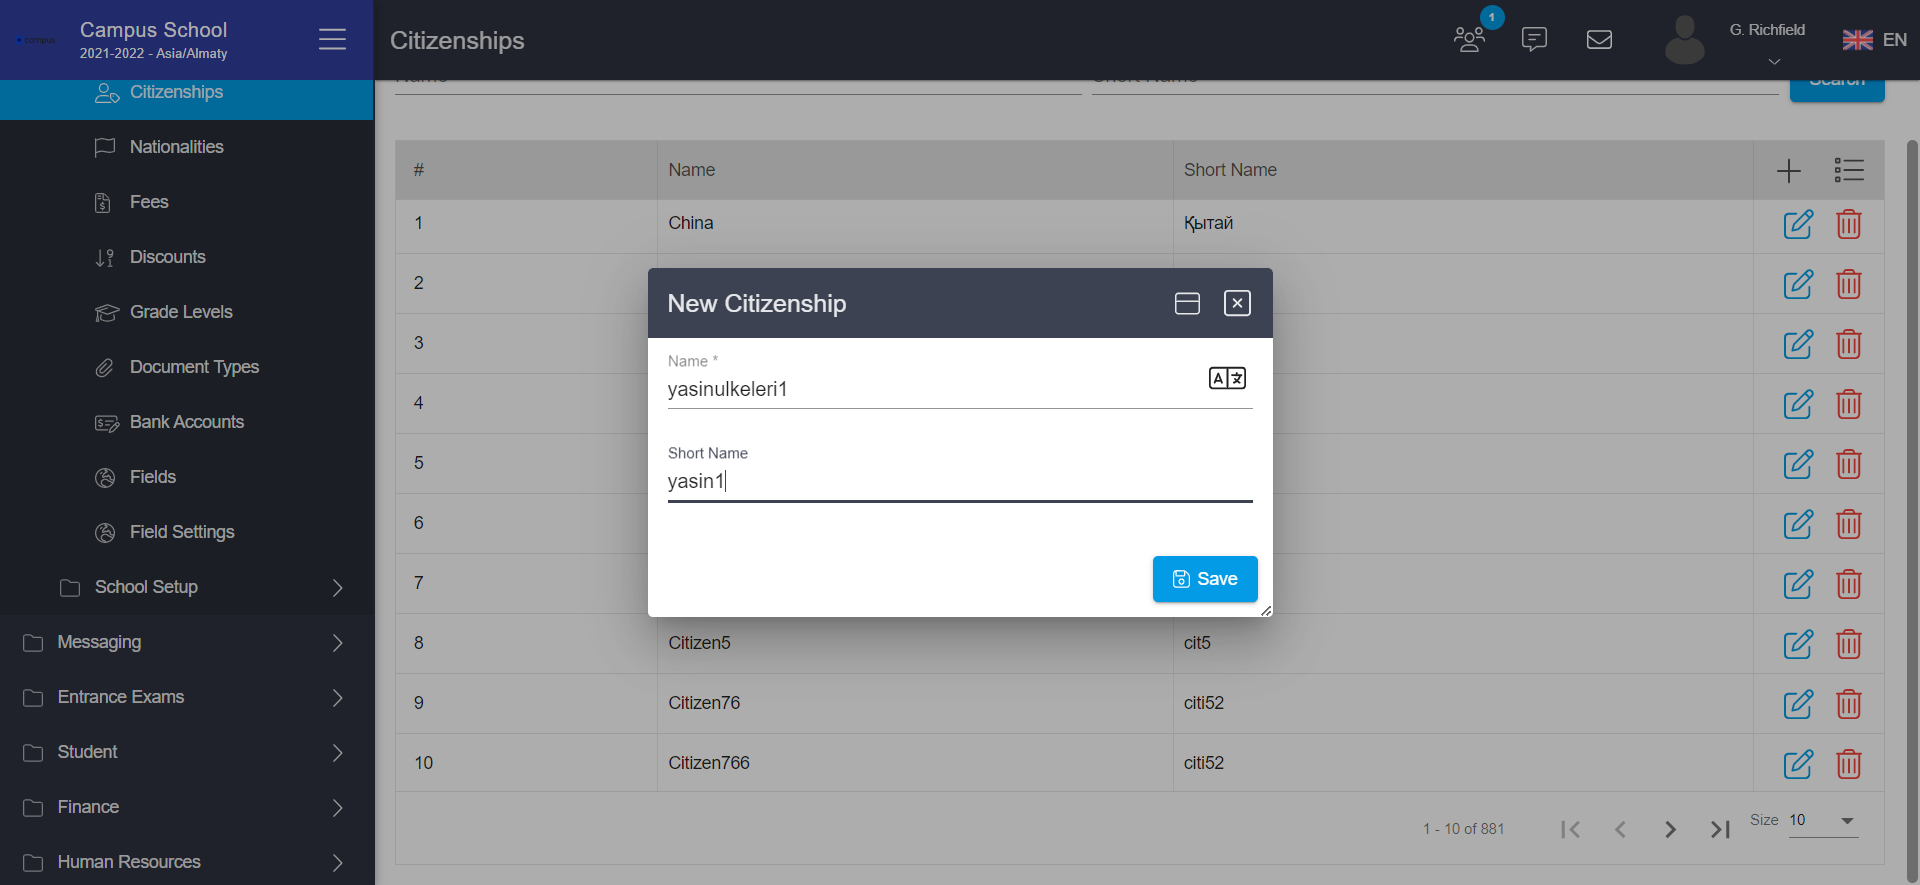 campus
Campus School
2021-2022 - Asia/Almaty
Citizenships
1
G. Richfield
EN
Citizenships
Nationalities
Fees
Discounts
Grade Levels
Document Types
Bank Accounts
Fields
Field Settings
School Setup
Messaging
Entrance Exams
Student
Finance
Human Resources
Name
Short Name
Search
# Name Short Name
1 China Қытай
2
3
4
5
6
7
8 Citizen5 cit5
9 Citizen76 citi52
10 Citizen766 citi52
1 - 10 of 881
Size 10
New Citizenship
Name *
yasinulkeleri1
Short Name
yasin1
Save